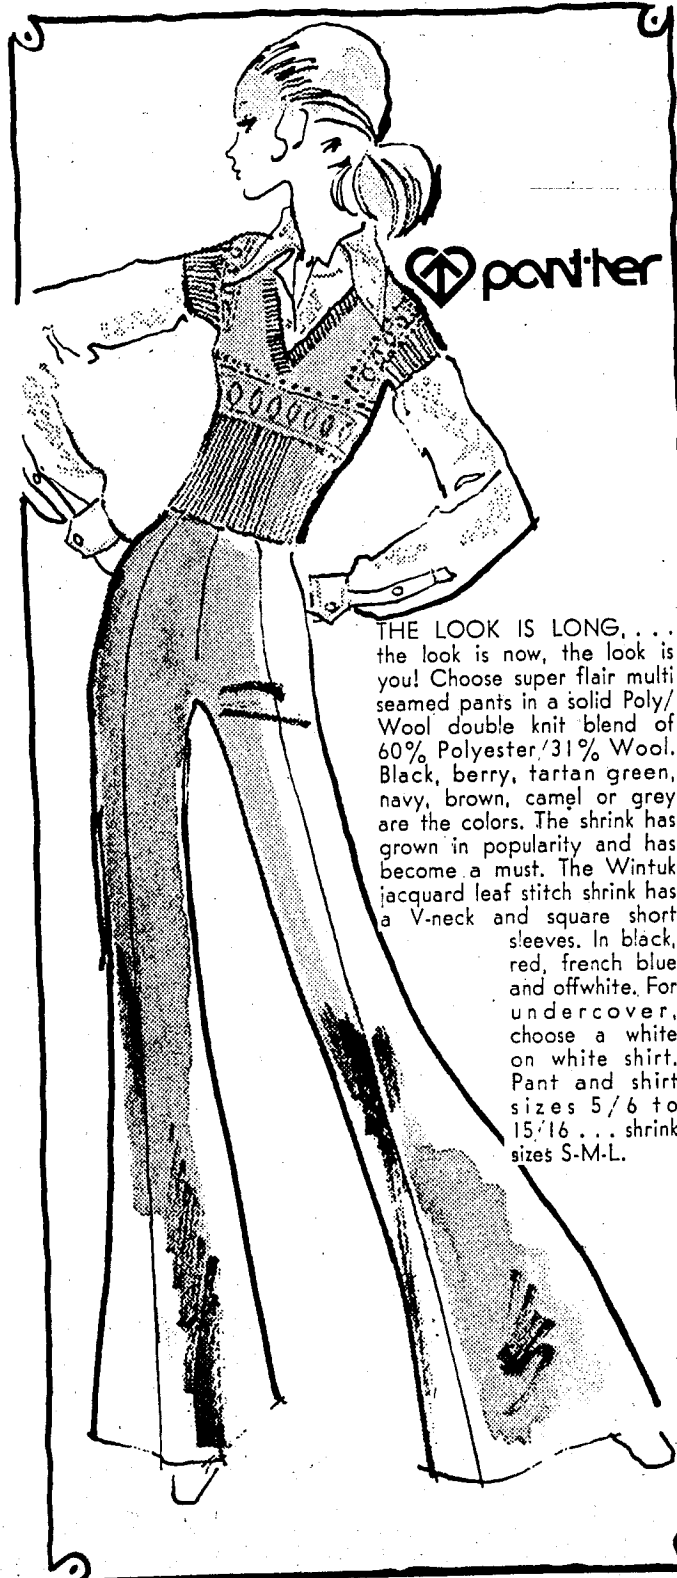 pant·her
THE LOOK IS LONG, . . .
the look is now, the look is
you! Choose super flair multi
seamed pants in a solid Poly/
Wool double knit blend of
60% Polyester/31% Wool.
Black, berry, tartan green,
navy, brown, camel or grey
are the colors. The shrink has
grown in popularity and has
become a must. The Wintuk
jacquard leaf stitch shrink has
a V-neck and square short
sleeves. In black,
red, french blue
and offwhite. For
undercover,
choose a white
on white shirt.
Pant and shirt
sizes 5/6 to
15/16 . . . shrink
sizes S-M-L.